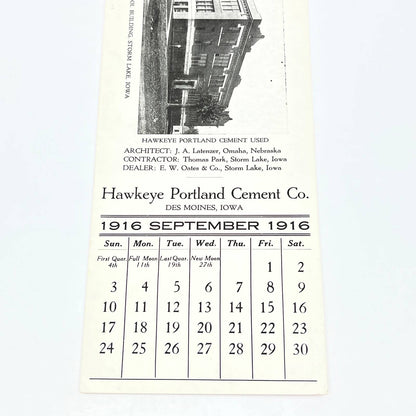 BUILDING, STORM LAKE, IOWA
HAWKEYE PORTLAND CEMENT USED
ARCHITECT: J. A. Latenzer, Omaha, Nebraska
CONTRACTOR: Thomas Park, Storm Lake, Iowa
DEALER: E. W. Oates & Co., Storm Lake, Iowa
Hawkeye Portland Cement Co.
DES MOINES, IOWA
1916 SEPTEMBER 1916
Sun. Mon. Tue. Wed. Thu. Fri. Sat.
First Quar. 4th Full Moon 11th Last Quar. 19th New Moon 27th 1 2
3 4 5 6 7 8 9
10 11 12 13 14 15 16
17 18 19 20 21 22 23
24 25 26 27 28 29 30